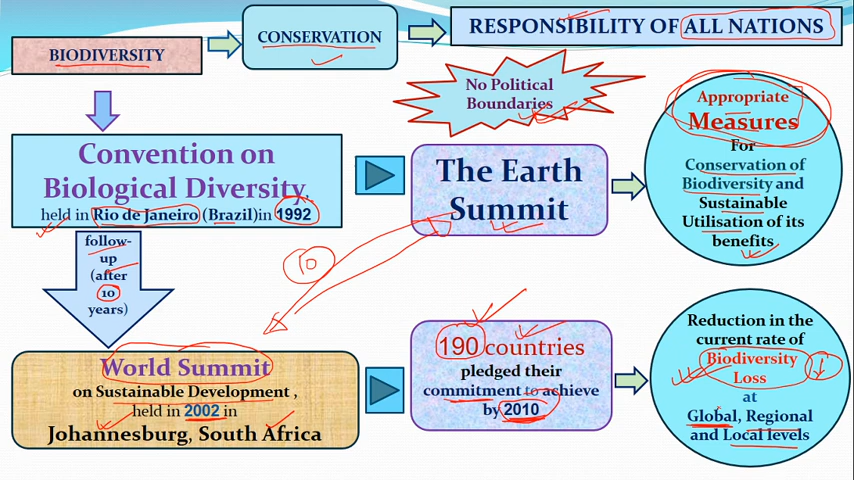 BIODIVERSITY
CONSERVATION
RESPONSIBILITY OF ALL NATIONS
No Political
Boundaries
Convention on
Biological Diversity,
held in Rio de Janeiro (Brazil)in 1992
The Earth
Summit
Appropriate
Measures
For
Conservation of
Biodiversity and
Sustainable
Utilisation of its
benefits
follow-
up
(after
10
years)
10
World Summit
on Sustainable Development ,
held in 2002 in
Johannesburg, South Africa
190 countries
pledged their
commitment to achieve
by 2010
Reduction in the
current rate of
Biodiversity
Loss
at
Global, Regional
and Local levels